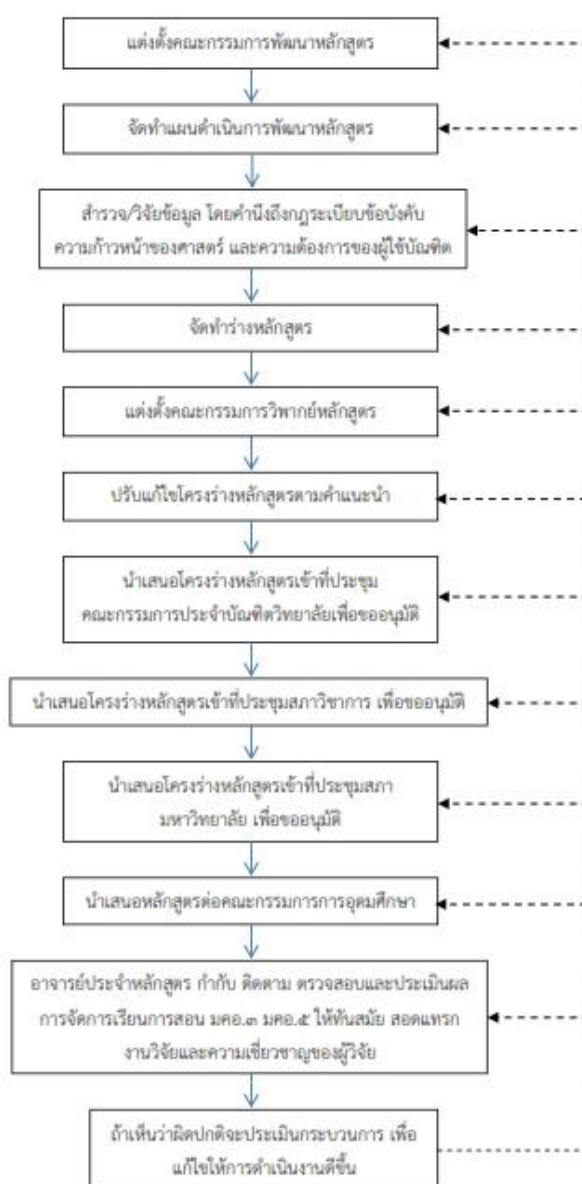 แต่งตั้งคณะกรรมการพัฒนาหลักสูตร
จัดทำแผนดำเนินการพัฒนาหลักสูตร
สำรวจ/วิจัยข้อมูล โดยคำนึงถึงกฎระเบียบข้อบังคับ
ความก้าวหน้าของศาสตร์ และความต้องการของผู้ใช้บัณฑิต
จัดทำร่างหลักสูตร
แต่งตั้งคณะกรรมการวิพากย์หลักสูตร
ปรับแก้ไขโครงร่างหลักสูตรตามคำแนะนำ
นำเสนอโครงร่างหลักสูตรเข้าที่ประชุม
คณะกรรมการประจำบัณฑิตวิทยาลัยเพื่อขออนุมัติ
นำเสนอโครงร่างหลักสูตรเข้าที่ประชุมสภาวิชาการ เพื่อขออนุมัติ
นำเสนอโครงร่างหลักสูตรเข้าที่ประชุมสภา
มหาวิทยาลัย เพื่อขออนุมัติ
นำเสนอหลักสูตรต่อคณะกรรมการการอุดมศึกษา
อาจารย์ประจำหลักสูตร กำกับ ติดตาม ตรวจสอบและประเมินผล
การจัดการเรียนการสอน มคอ.๓ มคอ.๕ ให้ทันสมัย สอดแทรก
งานวิจัยและความเชี่ยวชาญของผู้วิจัย
ถ้าเห็นว่าผิดปกติจะประเมินกระบวนการ เพื่อ
แก้ไขให้การดำเนินงานดีขึ้น